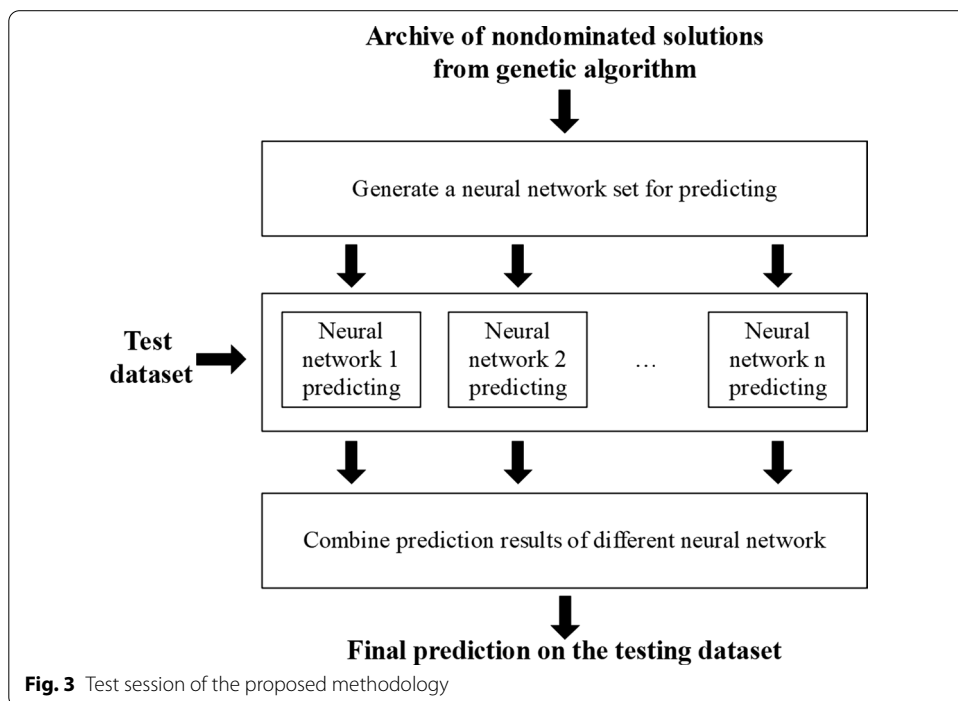 Archive of nondominated solutions
from genetic algorithm
Generate a neural network set for predicting
Test
dataset
Neural
network 1
predicting
Neural
network 2
predicting
...
Neural
network n
predicting
Combine prediction results of different neural network
Final prediction on the testing dataset
Fig. 3 Test session of the proposed methodology